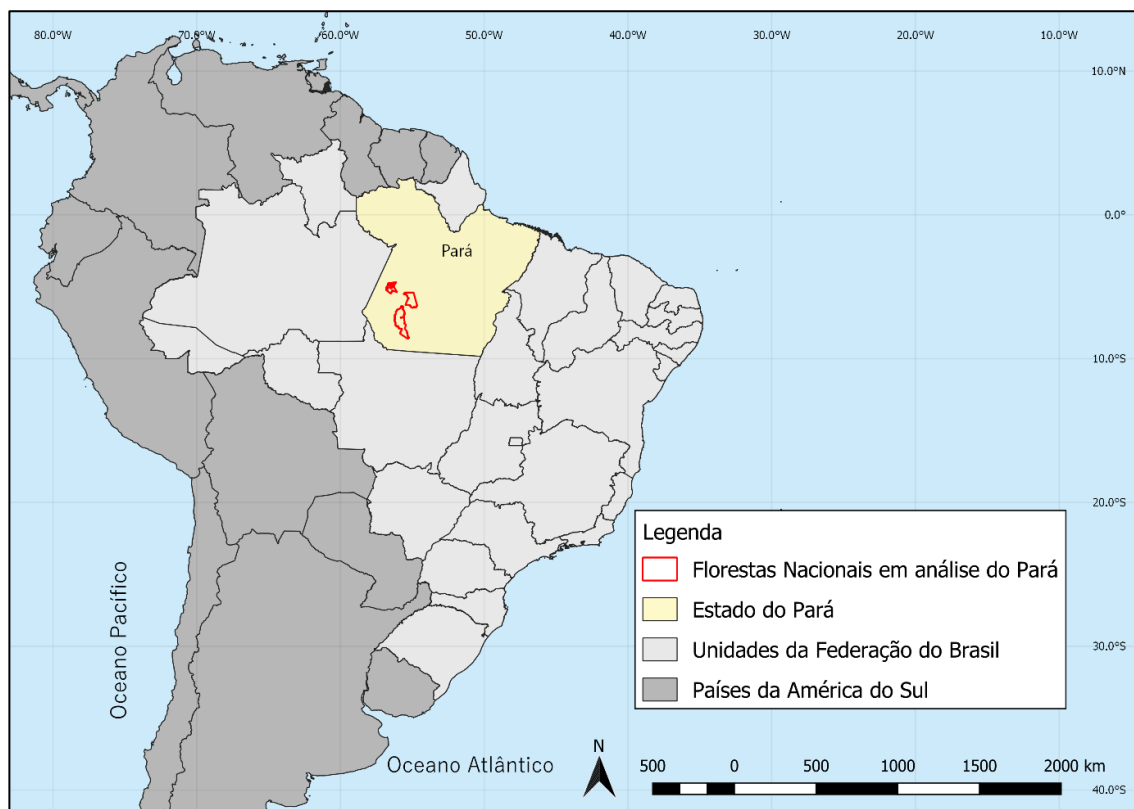 80.0°W 70.0°W 60.0°W 50.0°W 40.0°W 30.0°W 20.0°W 10.0°W
10.0°N
0.0°
Pará
10.0°S
20.0°S
Legenda
Florestas Nacionais em análise do Pará
Estado do Pará
Unidades da Federação do Brasil
30.0°S
Países da América do Sul
Oceano Pacífico
Oceano Atlântico
N
500 0 500 1000 1500 2000 km
40.0°S